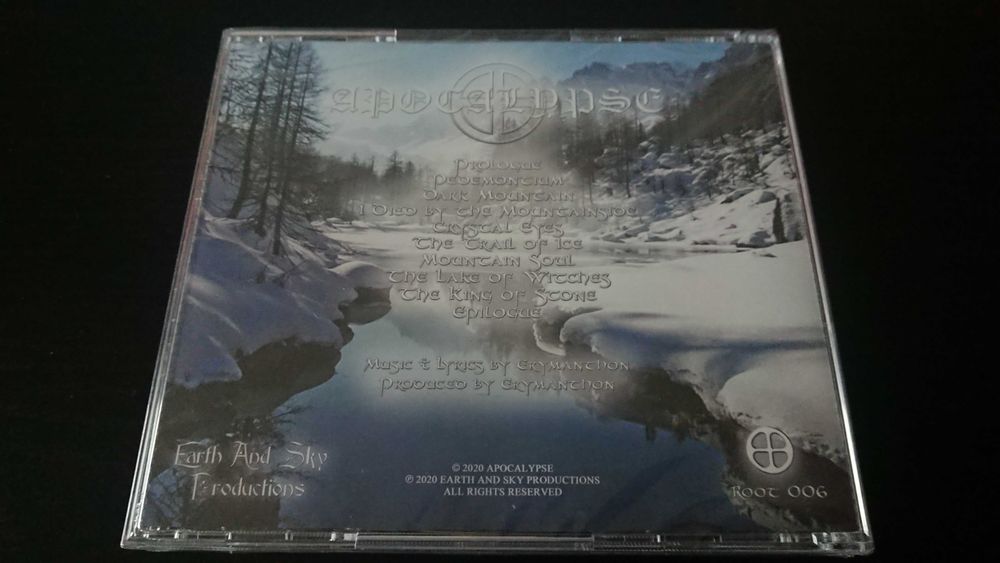 APOCALYPSE
Prologue
Pedemontium
Dark Mountain
I Died by the Mountainside
Crystal Eyes
The Trail of Ice
Mountain Soul
The Lake of Witches
The King of Stone
Epilogue
Music & Lyrics by Erymanthon
Produced by Erymanthon
Earth And Sky
Productions
© 2020 APOCALYPSE
℗ 2020 EARTH AND SKY PRODUCTIONS
ALL RIGHTS RESERVED
ROOT 006